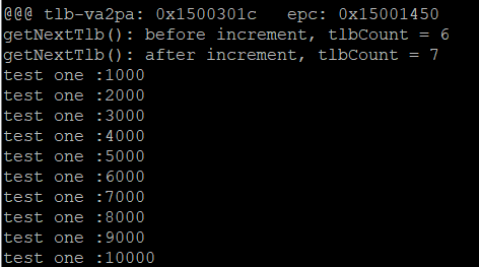 @@@ tlb-va2pa: 0x1500301c   epc: 0x15001450
getNextTlb(): before increment, tlbCount = 6
getNextTlb(): after increment, tlbCount = 7
test one :1000
test one :2000
test one :3000
test one :4000
test one :5000
test one :6000
test one :7000
test one :8000
test one :9000
test one :10000